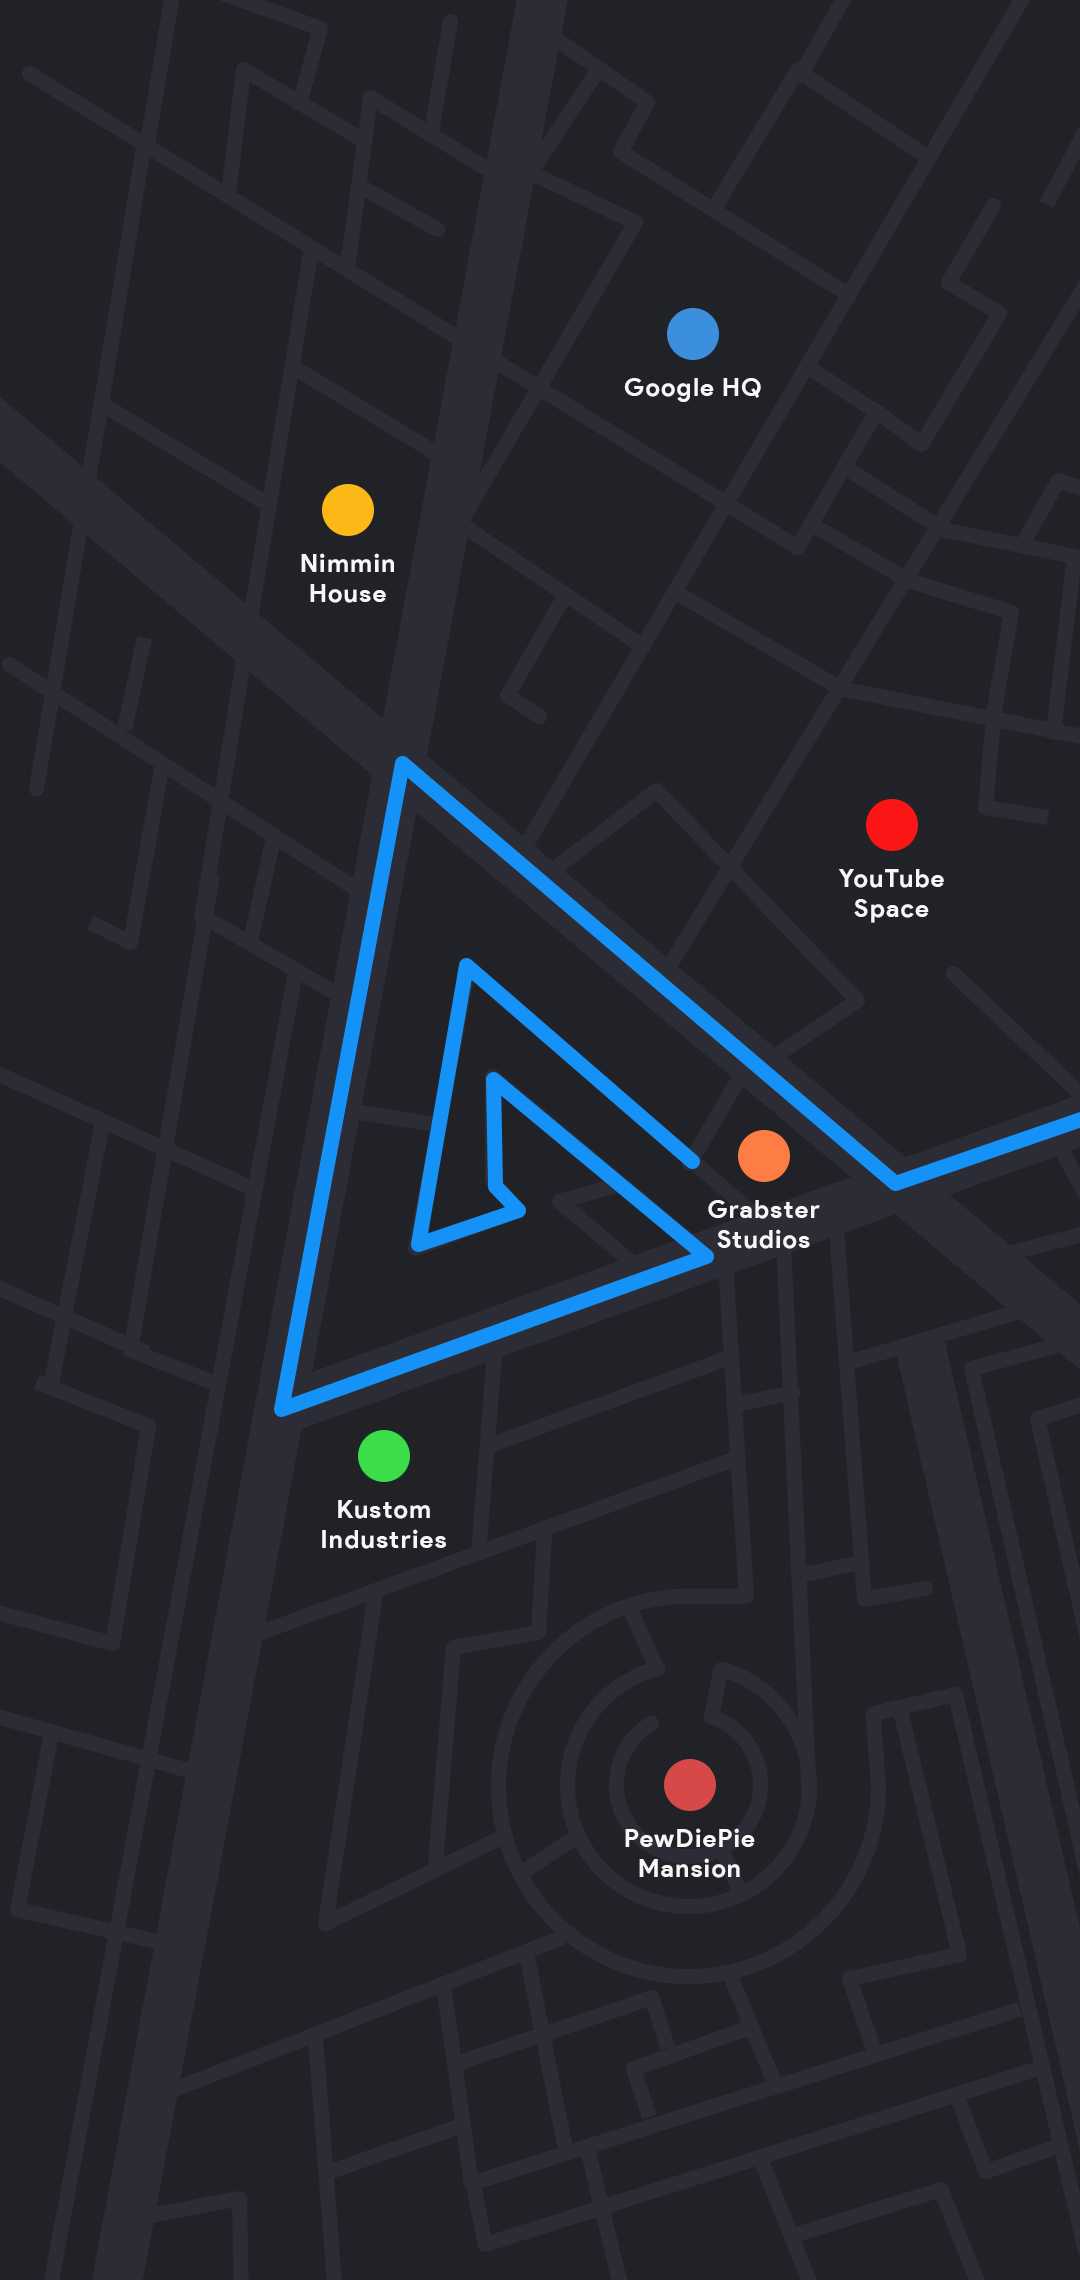 Google HQ
Nimmin
House
YouTube
Space
Grabster
Studios
Kustom
Industries
PewDiePie
Mansion